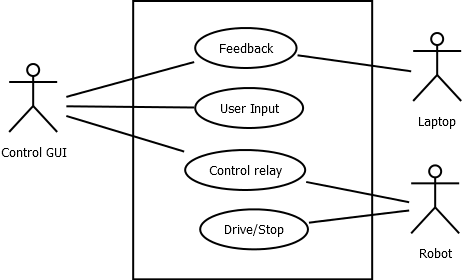 Feedback
User Input
Control relay
Drive/Stop
Control GUI
Laptop
Robot